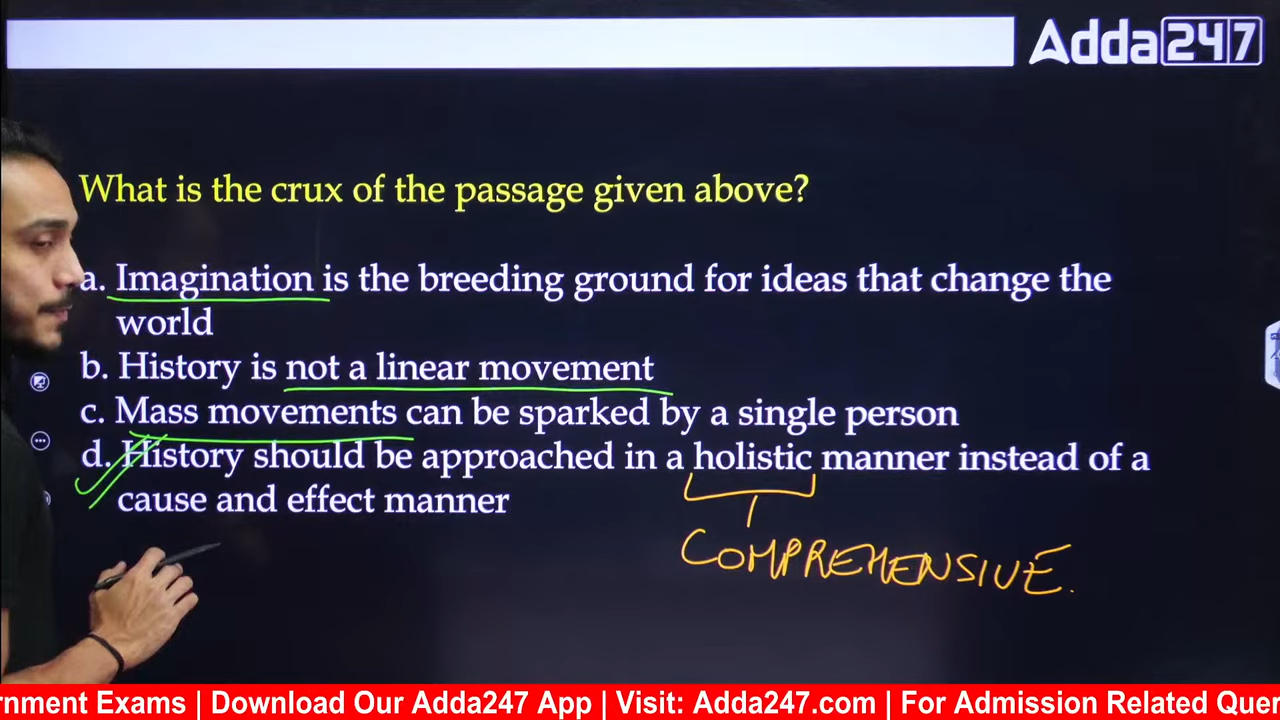 Adda247
What is the crux of the passage given above?
a. Imagination is the breeding ground for ideas that change the
world
b. History is not a linear movement
c. Mass movements can be sparked by a single person
d. History should be approached in a holistic manner instead of a
cause and effect manner
COMPREHENSIVE.
rnment Exams | Download Our Adda247 App | Visit: Adda247.com | For Admission Related Quer